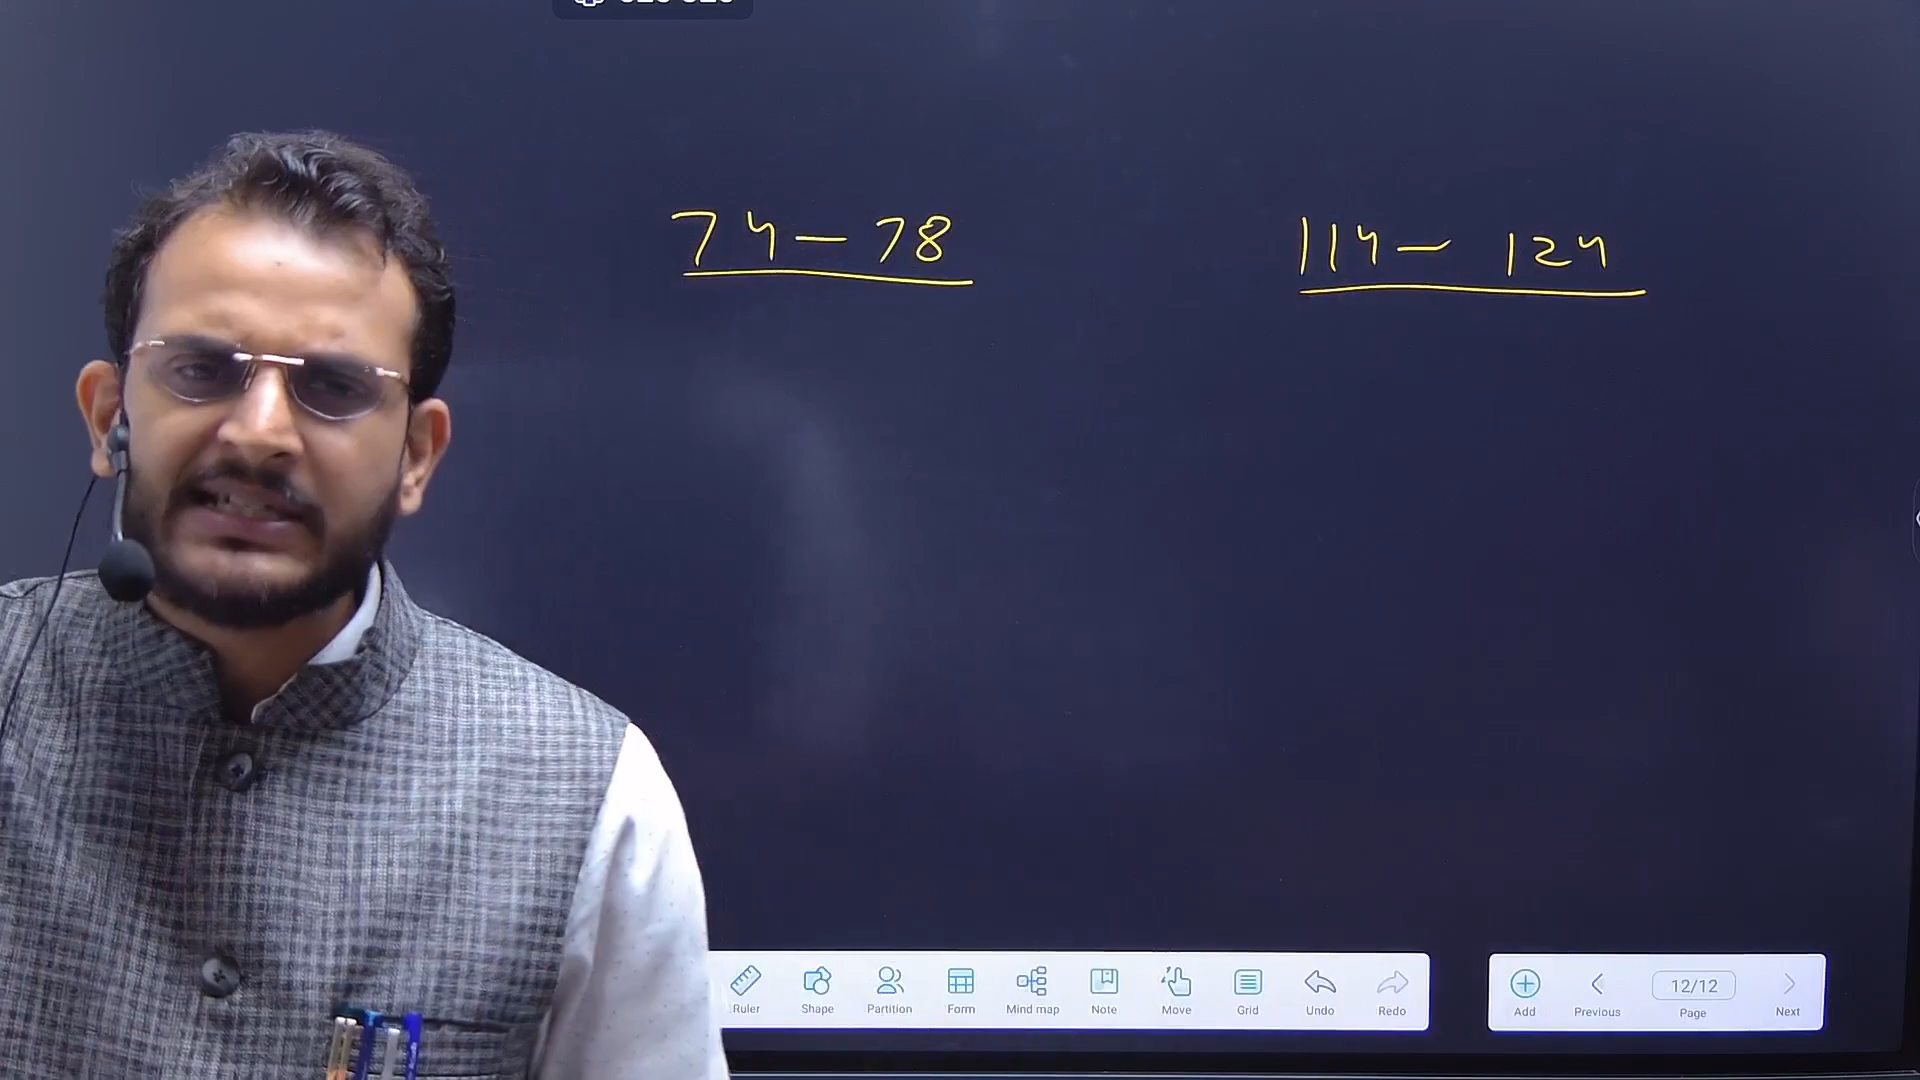 74 - 78
114 - 124
Ruler Shape Partition Form Mind map Note Move Grid Undo Redo
Add Previous 12/12 Page Next